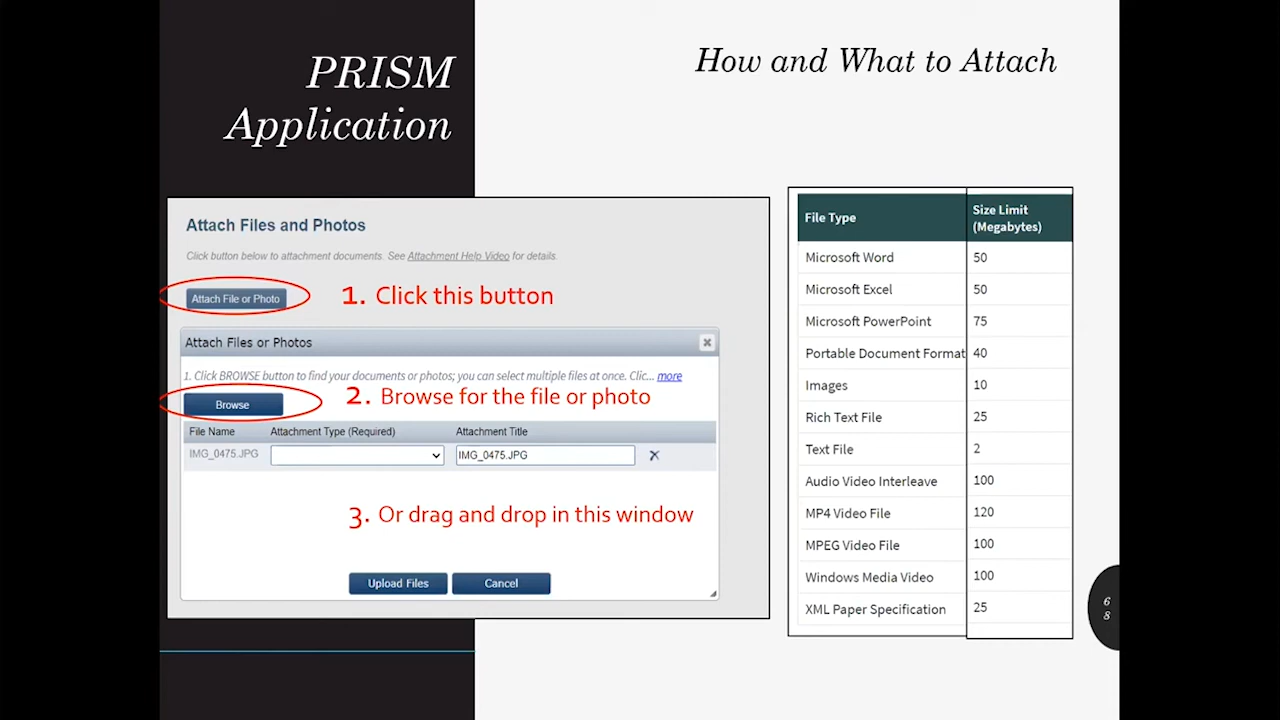 PRISM
Application
How and What to Attach
Attach Files and Photos
Click button below to attachment documents. See Attachment Help Video for details.
Attach File or Photo
1. Click this button
Attach Files or Photos
1. Click BROWSE button to find your documents or photos; you can select multiple files at once. Clic... more
Browse
2. Browse for the file or photo
File Name Attachment Type (Required) Attachment Title
IMG_0475.JPG IMG_0475.JPG
3. Or drag and drop in this window
Upload Files Cancel
File Type Size Limit
(Megabytes)
Microsoft Word 50
Microsoft Excel 50
Microsoft PowerPoint 75
Portable Document Format 40
Images 10
Rich Text File 25
Text File 2
Audio Video Interleave 100
MP4 Video File 120
MPEG Video File 100
Windows Media Video 100
XML Paper Specification 25
6
8